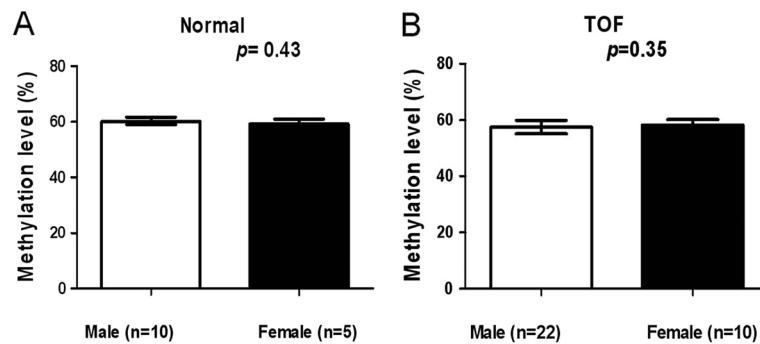 A
Normal
p= 0.43
Methylation level (%)
80
60
40
20
0
Male (n=10)
Female (n=5)
B
TOF
p=0.35
Methylation level (%)
80
60
40
20
0
Male (n=22)
Female (n=10)